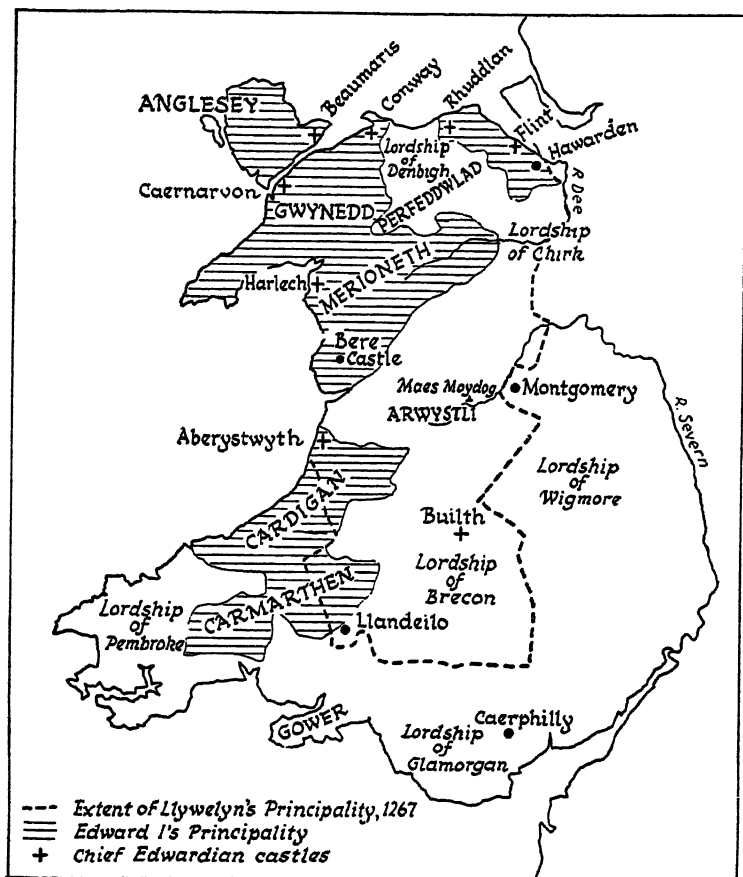 Beaumaris
Conway
Rhuddlan
ANGLESEY
Flint
Hawarden
Lordship
of
Denbigh
R Dee
Caernarvon
GWYNEDD
PERFEDDWLAD
Lordship
of Chirk
Harlech
MERIONETH
Bere
Castle
Maes Moydog
Montgomery
ARWYSTLI
R. Severn
Aberystwyth
Lordship
of
Wigmore
CARDIGAN
Builth
Lordship
of
Brecon
CARMARTHEN
Lordship
of
Pembroke
Llandeilo
GOWER
Caerphilly
Lordship
of
Glamorgan
Extent of Llywelyn's Principality, 1267
Edward I's Principality
Chief Edwardian castles